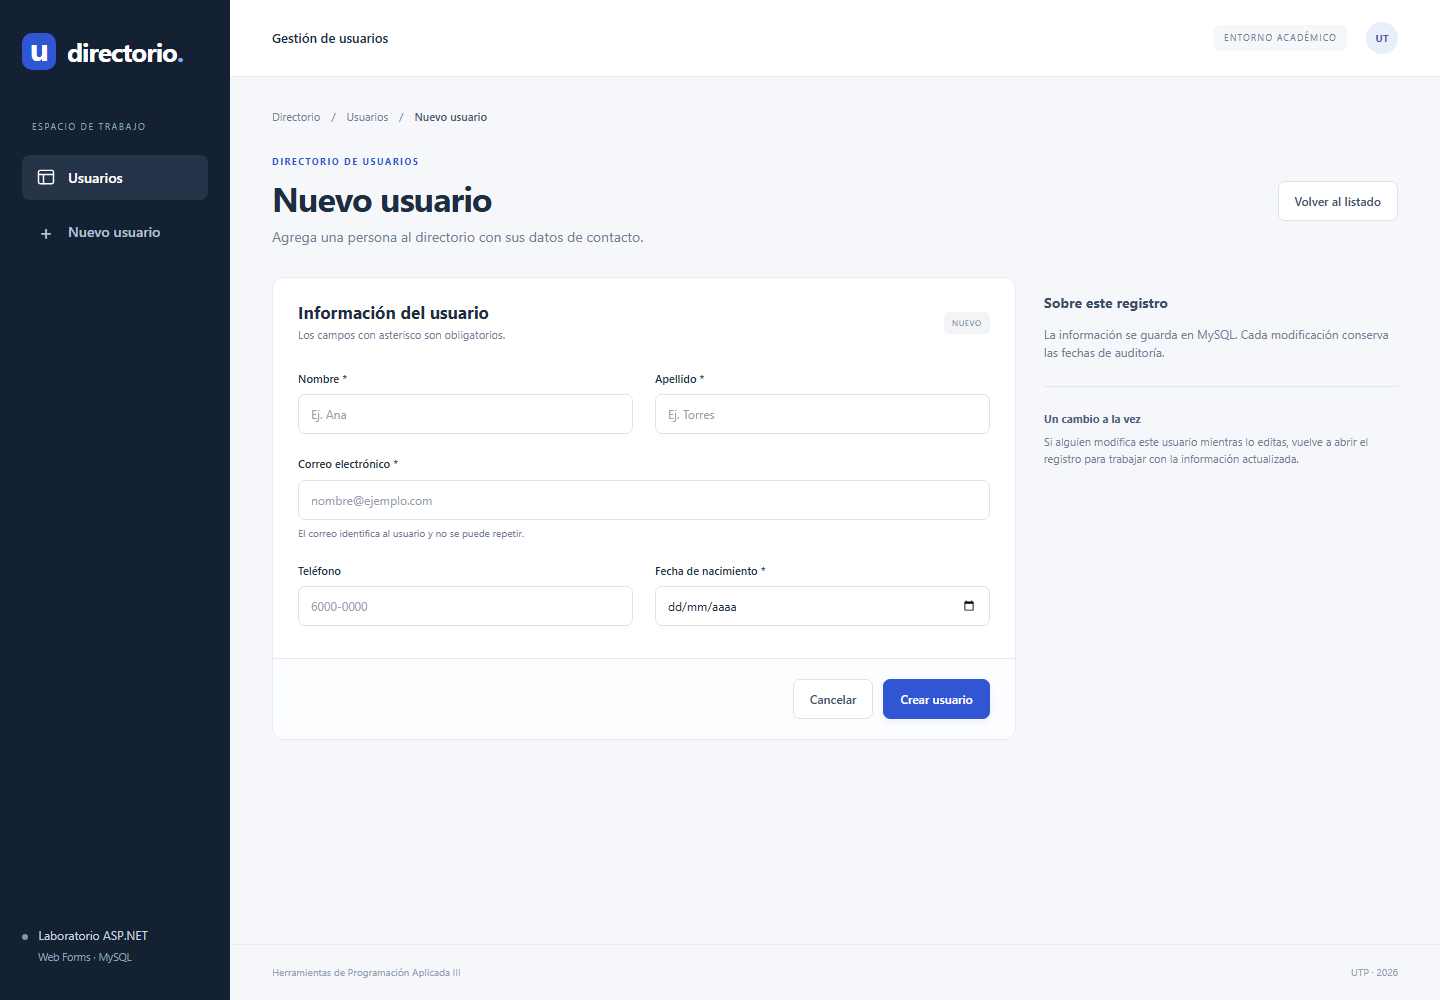 u directorio.
ESPACIO DE TRABAJO
Usuarios
+ Nuevo usuario
Laboratorio ASP.NET
Web Forms · MySQL
Gestión de usuarios
ENTORNO ACADÉMICO
UT
Directorio / Usuarios / Nuevo usuario
DIRECTORIO DE USUARIOS
Nuevo usuario
Agrega una persona al directorio con sus datos de contacto.
Volver al listado
Información del usuario
Los campos con asterisco son obligatorios.
NUEVO
Nombre *
Ej. Ana
Apellido *
Ej. Torres
Correo electrónico *
nombre@ejemplo.com
El correo identifica al usuario y no se puede repetir.
Teléfono
6000-0000
Fecha de nacimiento *
dd/mm/aaaa
Cancelar
Crear usuario
Sobre este registro
La información se guarda en MySQL. Cada modificación conserva
las fechas de auditoría.
Un cambio a la vez
Si alguien modifica este usuario mientras lo editas, vuelve a abrir el
registro para trabajar con la información actualizada.
Herramientas de Programación Aplicada III
UTP · 2026